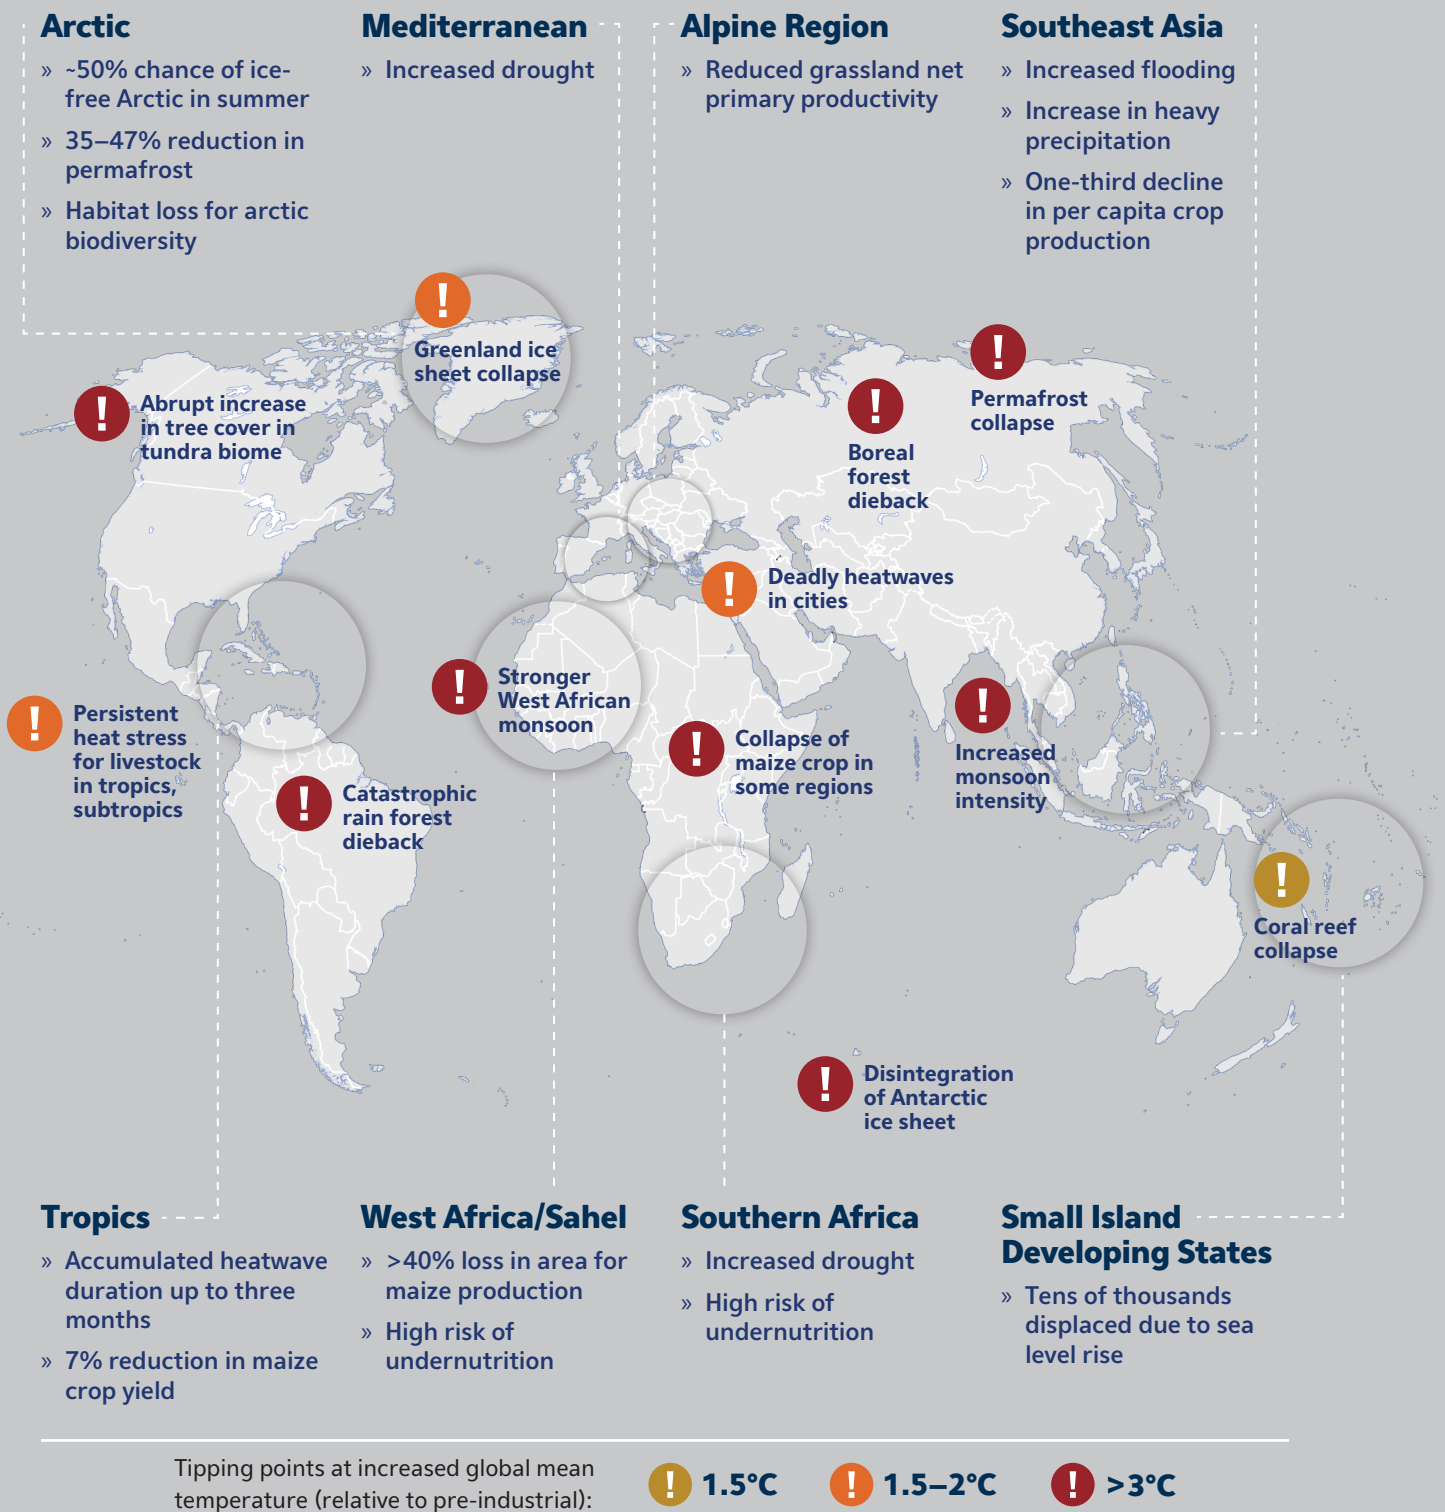 Arctic
» ~50% chance of ice-
free Arctic in summer
» 35–47% reduction in
permafrost
» Habitat loss for arctic
biodiversity
Mediterranean
» Increased drought
Alpine Region
» Reduced grassland net
primary productivity
Southeast Asia
» Increased flooding
» Increase in heavy
precipitation
» One-third decline
in per capita crop
production
!
Greenland ice
sheet collapse
!
Abrupt increase
in tree cover in
tundra biome
!
Permafrost
collapse
!
Boreal
forest
dieback
!
Deadly heatwaves
in cities
!
Stronger
West African
monsoon
!
Persistent
heat stress
for livestock
in tropics,
subtropics
!
Catastrophic
rain forest
dieback
!
Collapse of
maize crop in
some regions
!
Increased
monsoon
intensity
!
Coral reef
collapse
!
Disintegration
of Antarctic
ice sheet
Tropics
» Accumulated heatwave
duration up to three
months
» 7% reduction in maize
crop yield
West Africa/Sahel
» >40% loss in area for
maize production
» High risk of
undernutrition
Southern Africa
» Increased drought
» High risk of
undernutrition
Small Island
Developing States
» Tens of thousands
displaced due to sea
level rise
Tipping points at increased global mean
temperature (relative to pre-industrial):
! 1.5°C
! 1.5–2°C
! >3°C